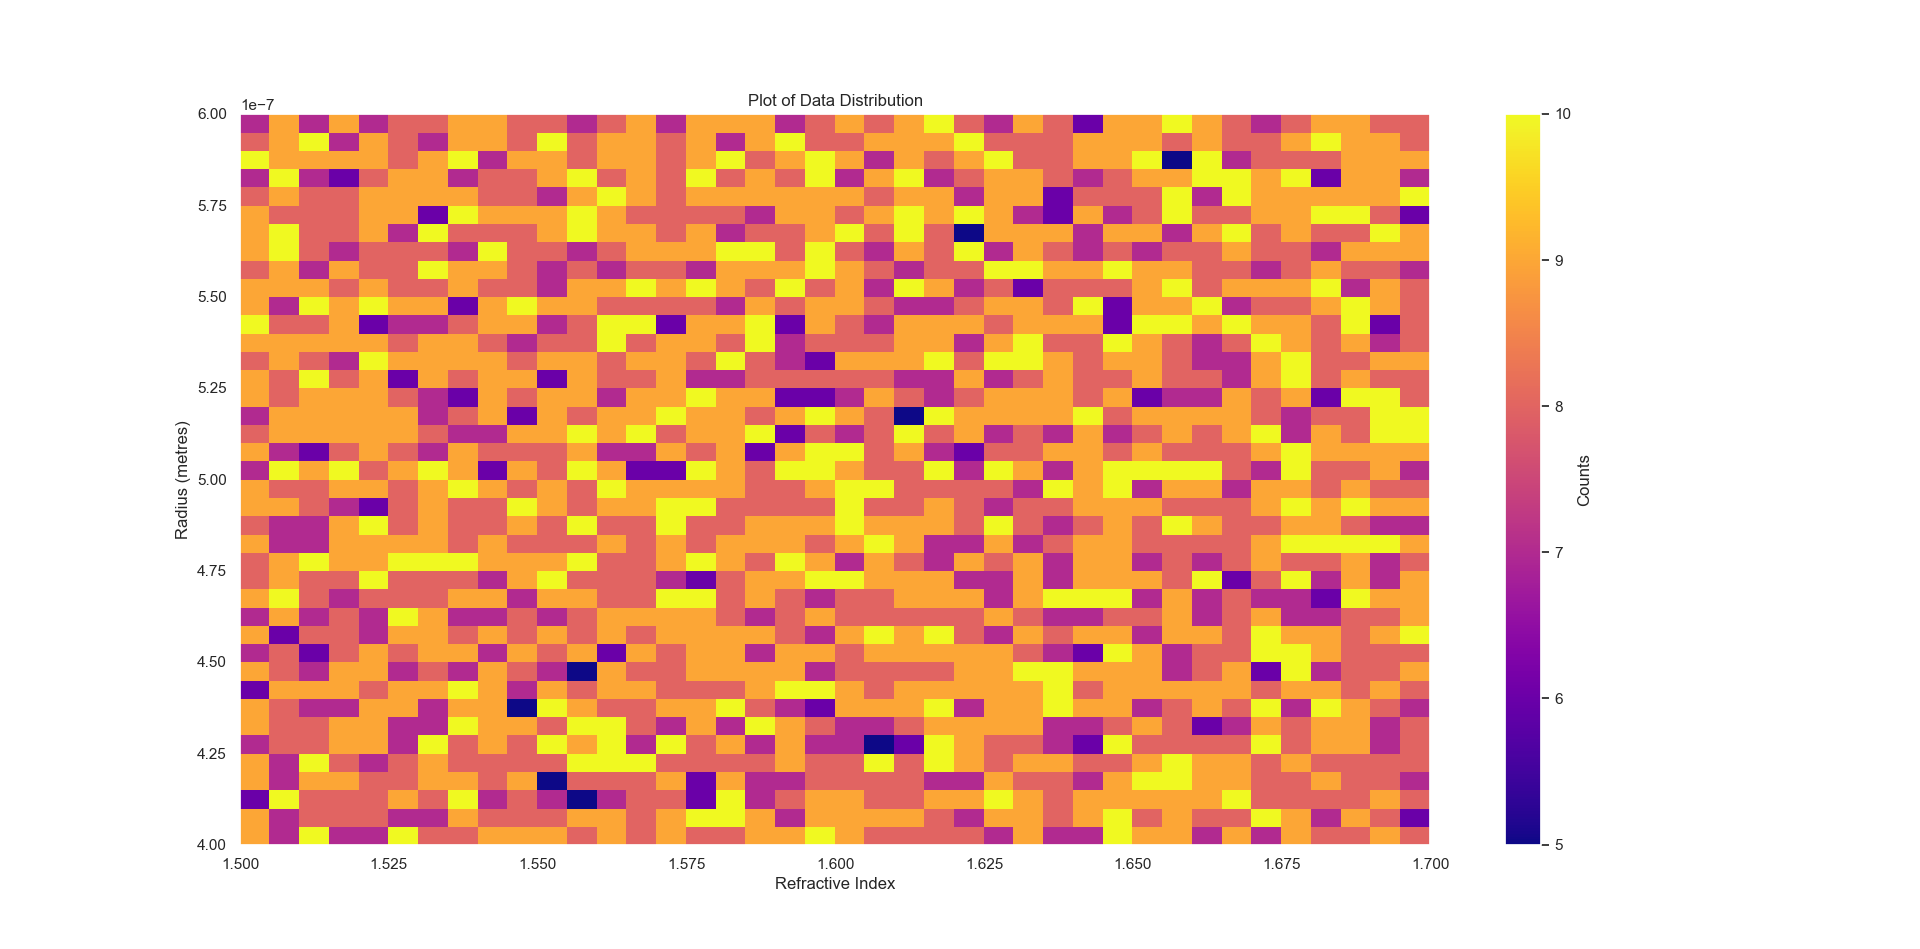 Plot of Data Distribution
1e−7
6.00
5.75
5.50
5.25
5.00
4.75
4.50
4.25
4.00
Radius (metres)
1.500 1.525 1.550 1.575 1.600 1.625 1.650 1.675 1.700
Refractive Index
10
9
8
7
6
5
Counts